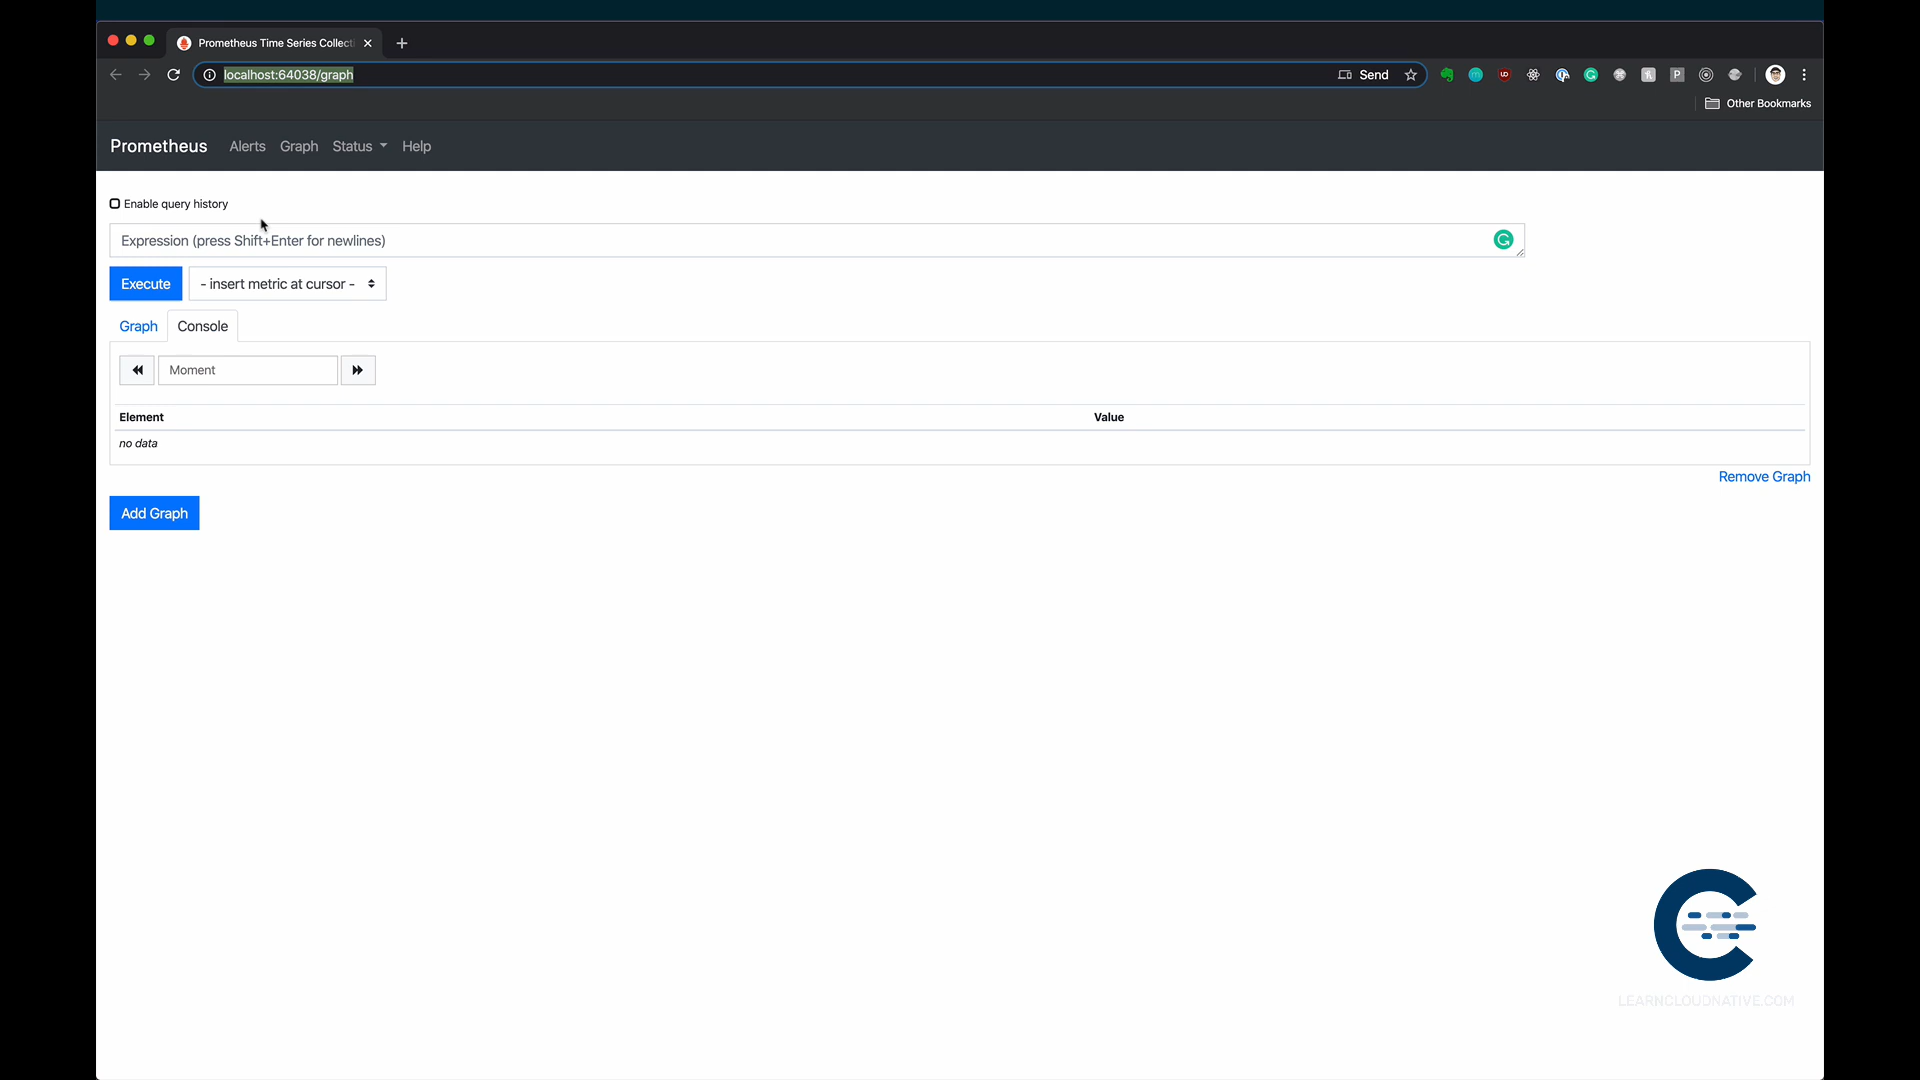 Prometheus Time Series Collecti
localhost:64038/graph
Send
Other Bookmarks
Prometheus Alerts Graph Status Help
Enable query history
Expression (press Shift+Enter for newlines)
Execute - insert metric at cursor -
Graph Console
Moment
Element Value
no data
Remove Graph
Add Graph
LEARNCLOUDNATIVE.COM